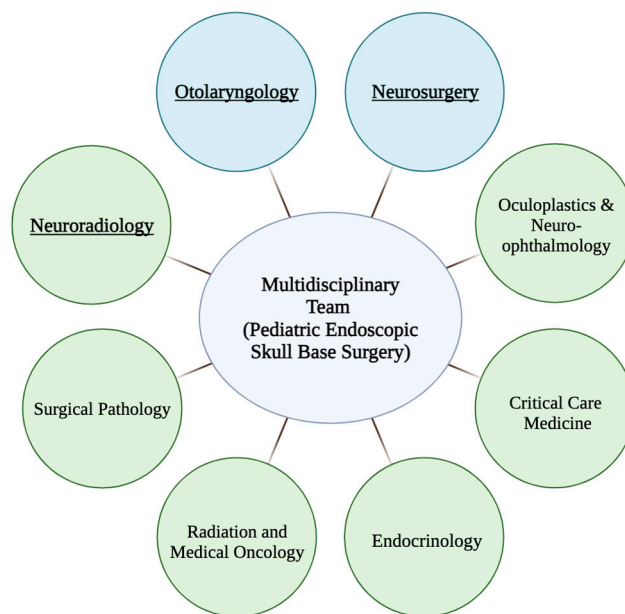 Otolaryngology
Neurosurgery
Neuroradiology
Oculoplastics &
Neuro-
ophthalmology
Multidisciplinary
Team
(Pediatric Endoscopic
Skull Base Surgery)
Surgical Pathology
Critical Care
Medicine
Radiation and
Medical Oncology
Endocrinology